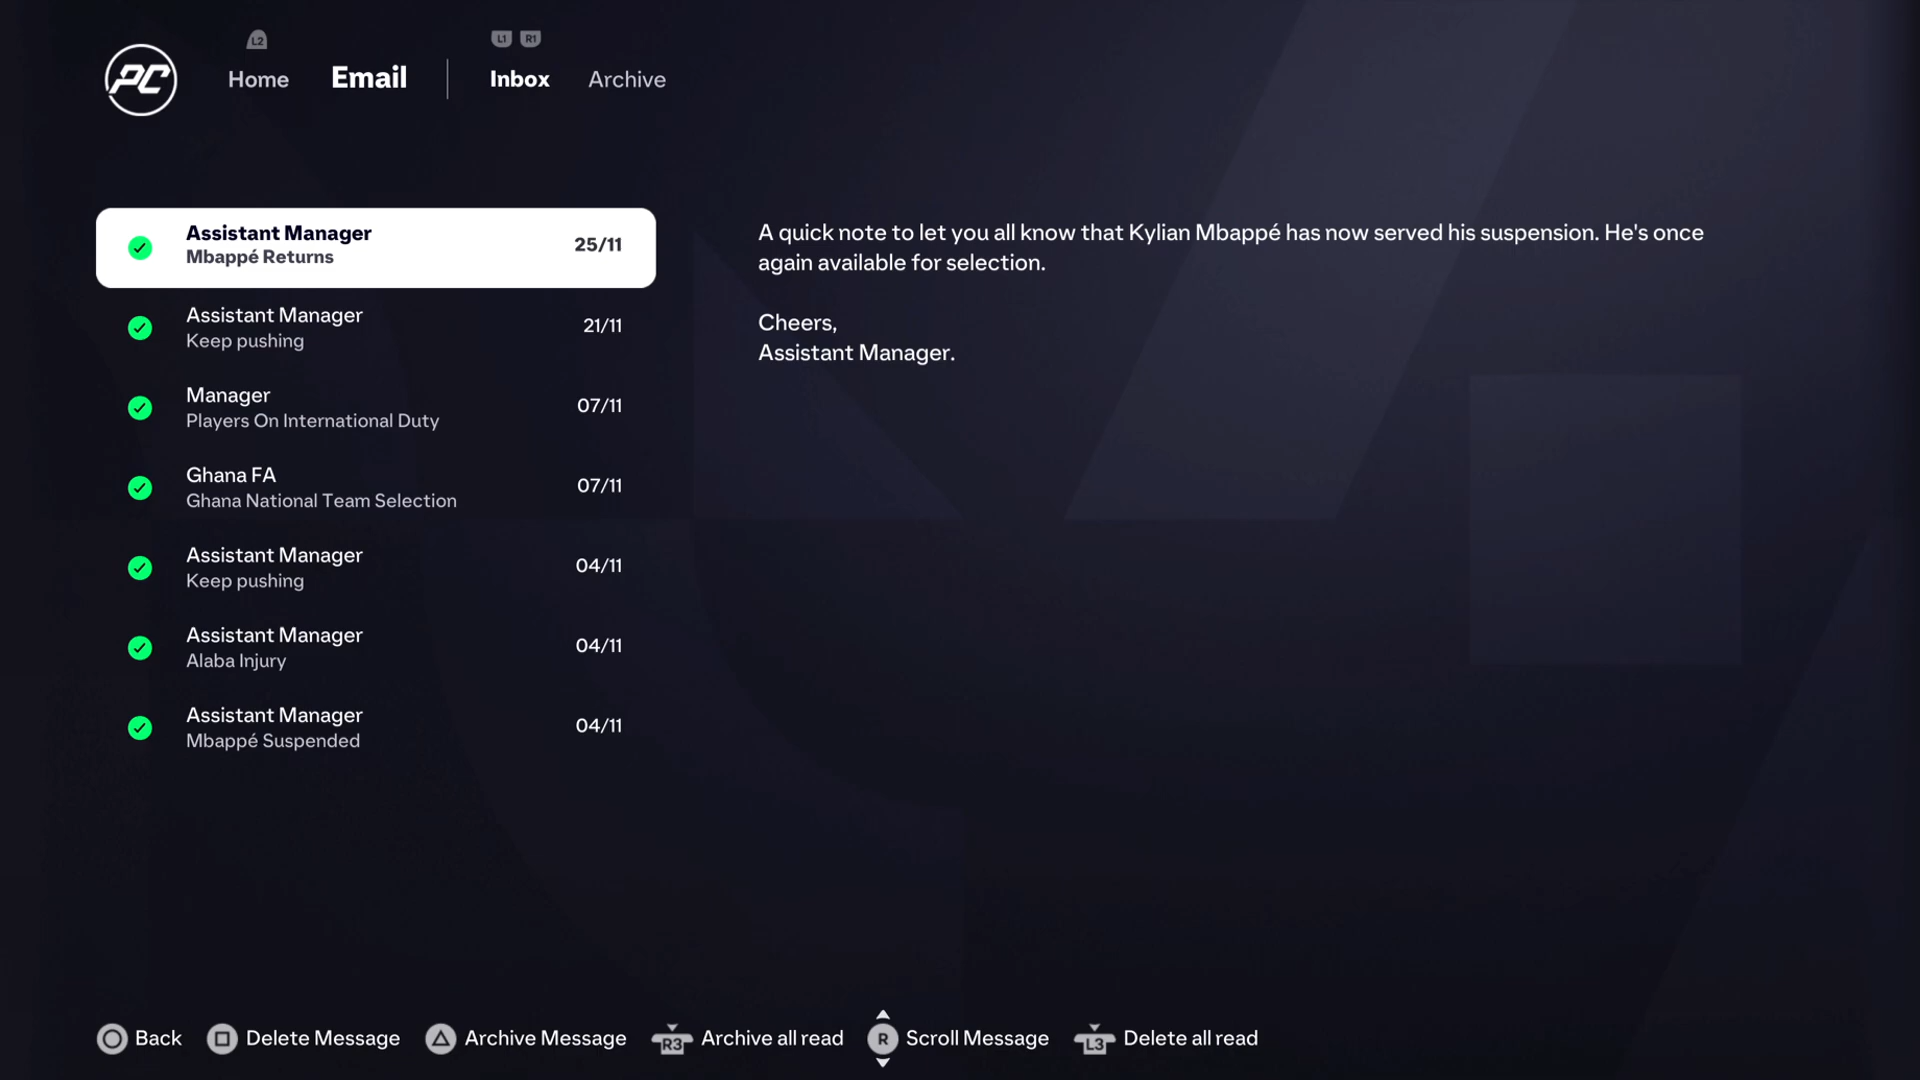 L2
L1 R1
PC
Home
Email
Inbox
Archive
Assistant Manager
Mbappé Returns
25/11
Assistant Manager
Keep pushing
21/11
Manager
Players On International Duty
07/11
Ghana FA
Ghana National Team Selection
07/11
Assistant Manager
Keep pushing
04/11
Assistant Manager
Alaba Injury
04/11
Assistant Manager
Mbappé Suspended
04/11
A quick note to let you all know that Kylian Mbappé has now served his suspension. He's once
again available for selection.
Cheers,
Assistant Manager.
Back
Delete Message
Archive Message
R3 Archive all read
R Scroll Message
L3 Delete all read